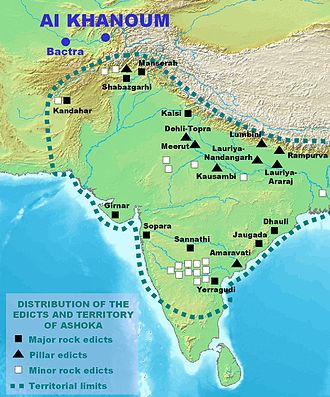 AI KHANOUM
Bactra
Manserah
Shabazgarhi
Kandahar
Kalsi
Dehli-Topra
Lumbini
Meerut
Lauriya-
Nandangarh
Rampurva
Kausambi
Lauriya-
Araraj
Girnar
Sopara
Dhauli
Sannathi
Jaugada
Amaravati
Yerragudi
DISTRIBUTION OF THE
EDICTS AND TERRITORY
OF ASHOKA
Major rock edicts
Pillar edicts
Minor rock edicts
Territorial limits